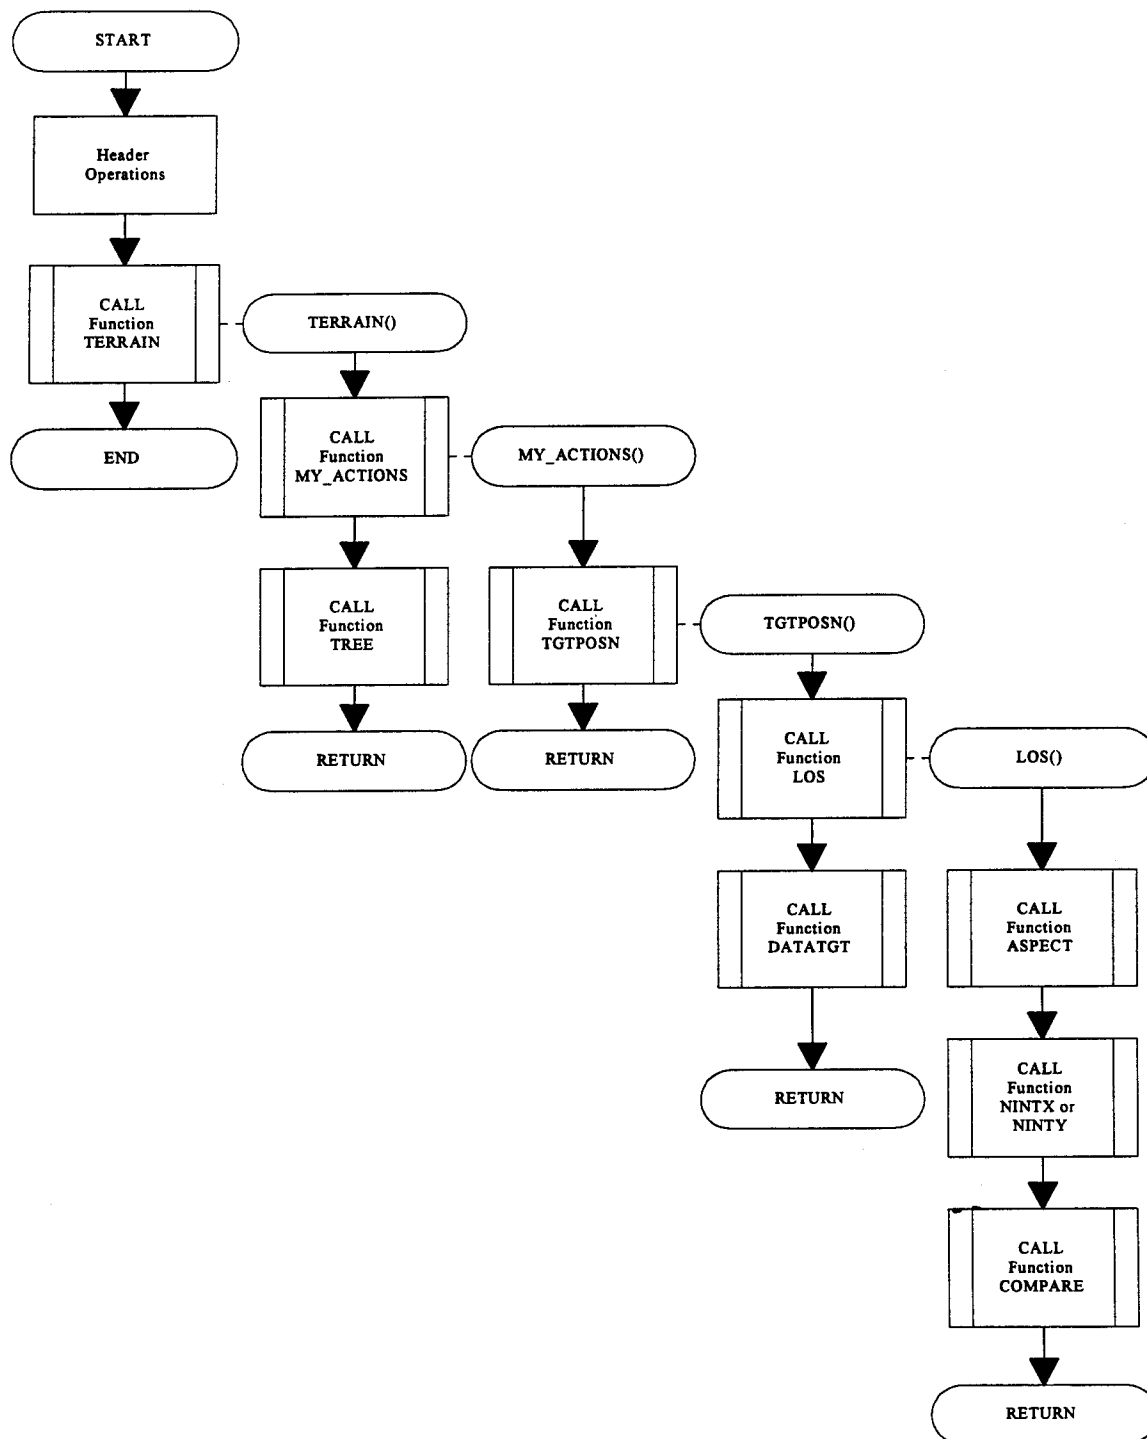 START
Header
Operations
CALL
Function
TERRAIN
END
TERRAIN()
CALL
Function
MY_ACTIONS
CALL
Function
TREE
RETURN
MY_ACTIONS()
CALL
Function
TGTPOSN
RETURN
TGTPOSN()
CALL
Function
LOS
CALL
Function
DATATGT
RETURN
LOS()
CALL
Function
ASPECT
CALL
Function
NINTX or
NINTY
CALL
Function
COMPARE
RETURN